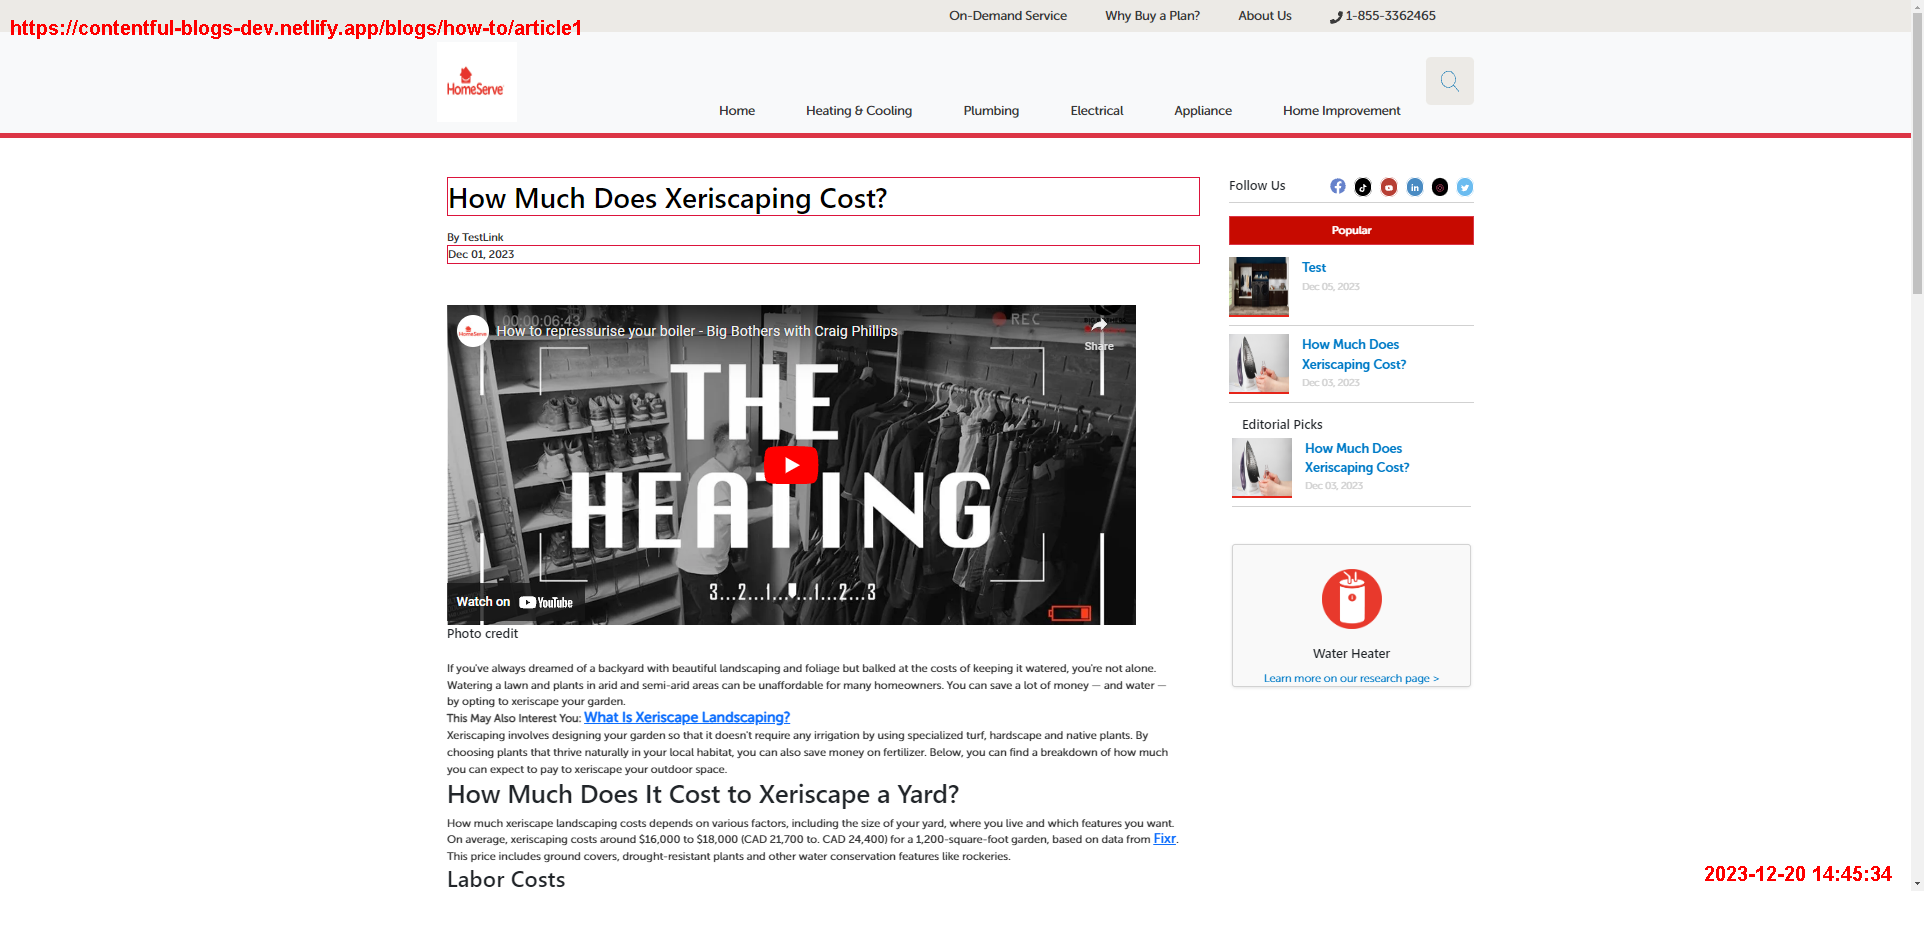 https://contentful-blogs-dev.netlify.app/blogs/how-to/article1
On-Demand Service Why Buy a Plan? About Us 1-855-3362465
HomeServe
Home Heating & Cooling Plumbing Electrical Appliance Home Improvement
How Much Does Xeriscaping Cost?
By TestLink
Dec 01, 2023
00:00:06:43
How to repressurise your boiler - Big Bothers with Craig Phillips
REC
Share
THE
HEATING
3...2...1... ...1...2...3
Watch on YouTube
Photo credit
If you've always dreamed of a backyard with beautiful landscaping and foliage but balked at the costs of keeping it watered, you're not alone.
Watering a lawn and plants in arid and semi-arid areas can be unaffordable for many homeowners. You can save a lot of money — and water —
by opting to xeriscape your garden.
This May Also Interest You: What Is Xeriscape Landscaping?
Xeriscaping involves designing your garden so that it doesn't require any irrigation by using specialized turf, hardscape and native plants. By
choosing plants that thrive naturally in your local habitat, you can also save money on fertilizer. Below, you can find a breakdown of how much
you can expect to pay to xeriscape your outdoor space.
How Much Does It Cost to Xeriscape a Yard?
How much xeriscape landscaping costs depends on various factors, including the size of your yard, where you live and which features you want.
On average, xeriscaping costs around $16,000 to $18,000 (CAD 21,700 to. CAD 24,400) for a 1,200-square-foot garden, based on data from Fixr.
This price includes ground covers, drought-resistant plants and other water conservation features like rockeries.
Labor Costs
Follow Us
Popular
Test
Dec 05, 2023
How Much Does
Xeriscaping Cost?
Dec 03, 2023
Editorial Picks
How Much Does
Xeriscaping Cost?
Dec 03, 2023
Water Heater
Learn more on our research page >
2023-12-20 14:45:34